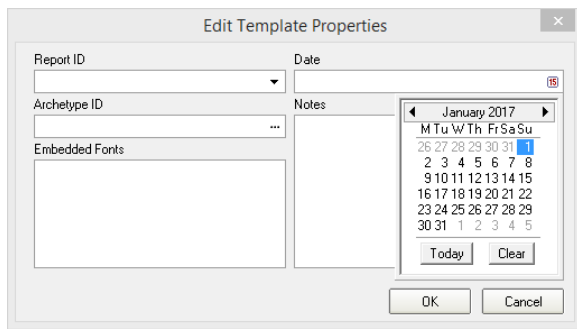 Edit Template Properties
Report ID
Date
15
Archetype ID
...
Notes
Embedded Fonts
January 2017
M Tu W Th Fr Sa Su
26 27 28 29 30 31 1
2 3 4 5 6 7 8
9 10 11 12 13 14 15
16 17 18 19 20 21 22
23 24 25 26 27 28 29
30 31 1 2 3 4 5
Today Clear
OK Cancel